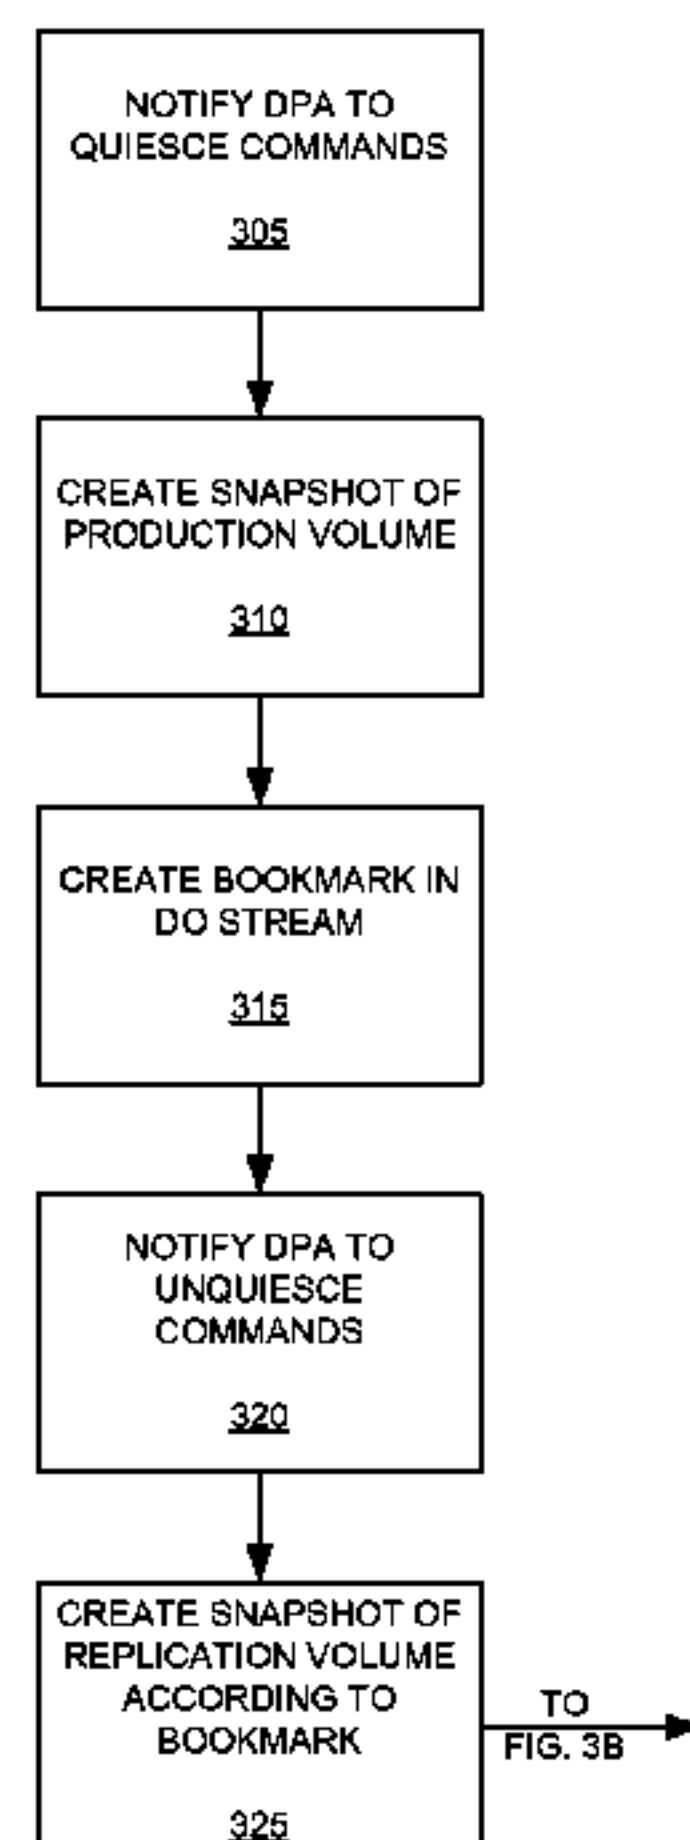 NOTIFY DPA TO
QUIESCE COMMANDS
305
CREATE SNAPSHOT OF
PRODUCTION VOLUME
310
CREATE BOOKMARK IN
DO STREAM
315
NOTIFY DPA TO
UNQUIESCE
COMMANDS
320
CREATE SNAPSHOT OF
REPLICATION VOLUME
ACCORDING TO
BOOKMARK
325
TO
FIG. 3B